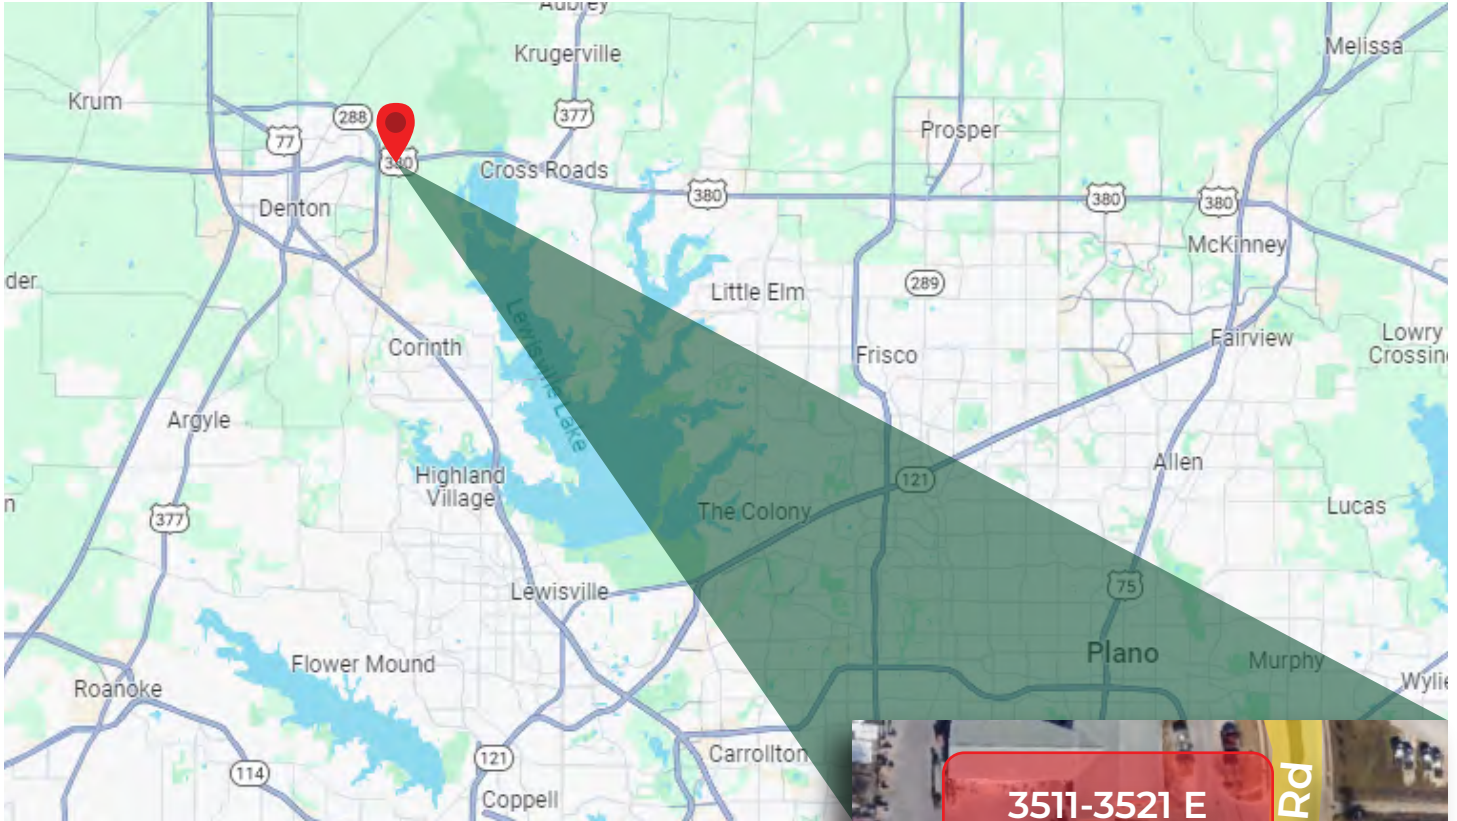 Aubrey
Krugerville
Melissa
Krum
288
377
77
Prosper
380
Cross Roads
380
380
380
Denton
McKinney
der
289
Little Elm
Lewisville Lake
Fairview
Lowry
Crossin
Corinth
Frisco
Argyle
121
Allen
Highland
Village
n
377
The Colony
Lucas
75
Lewisville
Plano
Murphy
Flower Mound
Roanoke
Wylie
121
Carrollton
114
Coppell
3511-3521 E
Rd